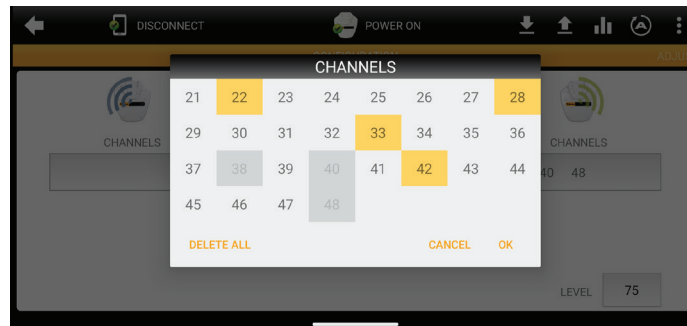 DISCONNECT
POWER ON
ADJU
CHANNELS
21 22 23 24 25 26 27 28
29 30 31 32 33 34 35 36
37 38 39 40 41 42 43 44
45 46 47 48
DELETE ALL CANCEL OK
CHANNELS
CHANNELS
40 48
LEVEL 75